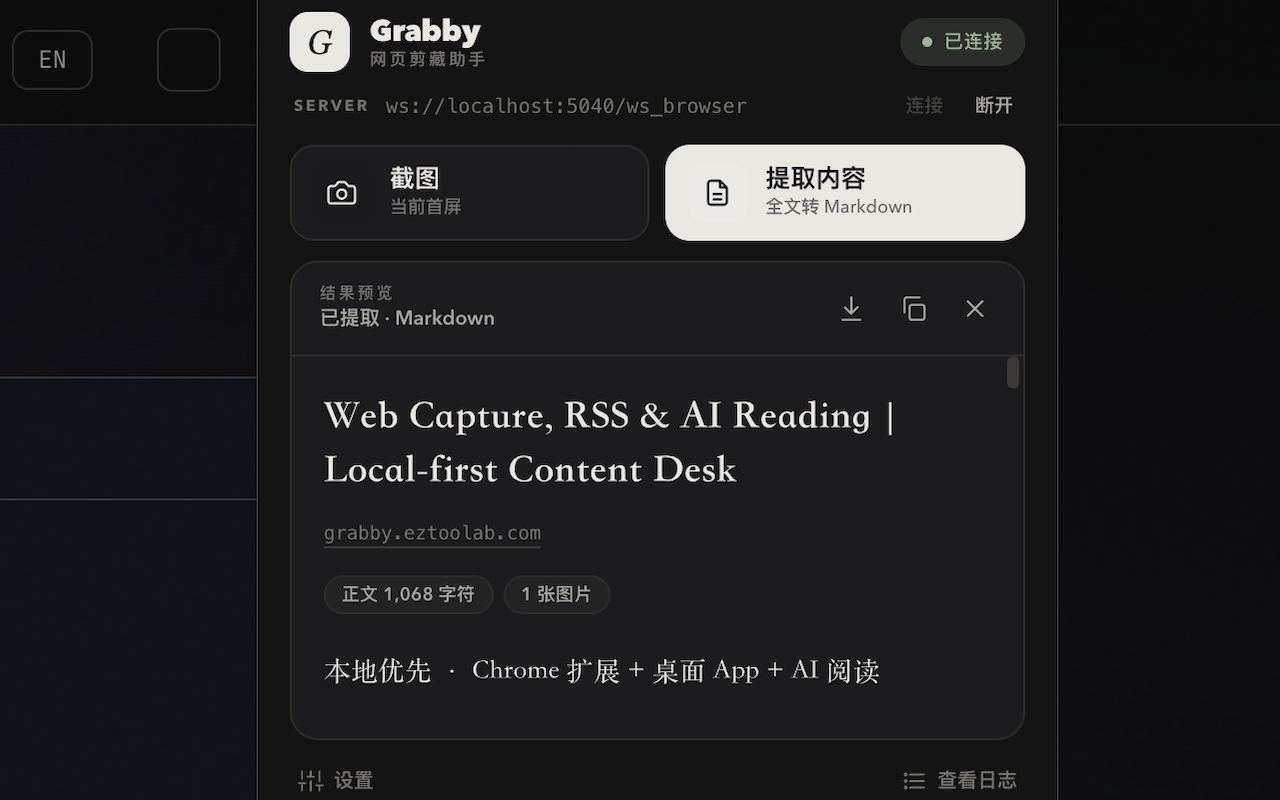 EN
G
Grabby
网页剪藏助手
已连接
SERVER ws://localhost:5040/ws_browser 连接 断开
截图
当前首屏
提取内容
全文转 Markdown
结果预览
已提取 · Markdown
Web Capture, RSS & AI Reading |
Local-first Content Desk
grabby.eztoolab.com
正文 1,068 字符 1 张图片
本地优先 · Chrome 扩展 + 桌面 App + AI 阅读
设置 查看日志